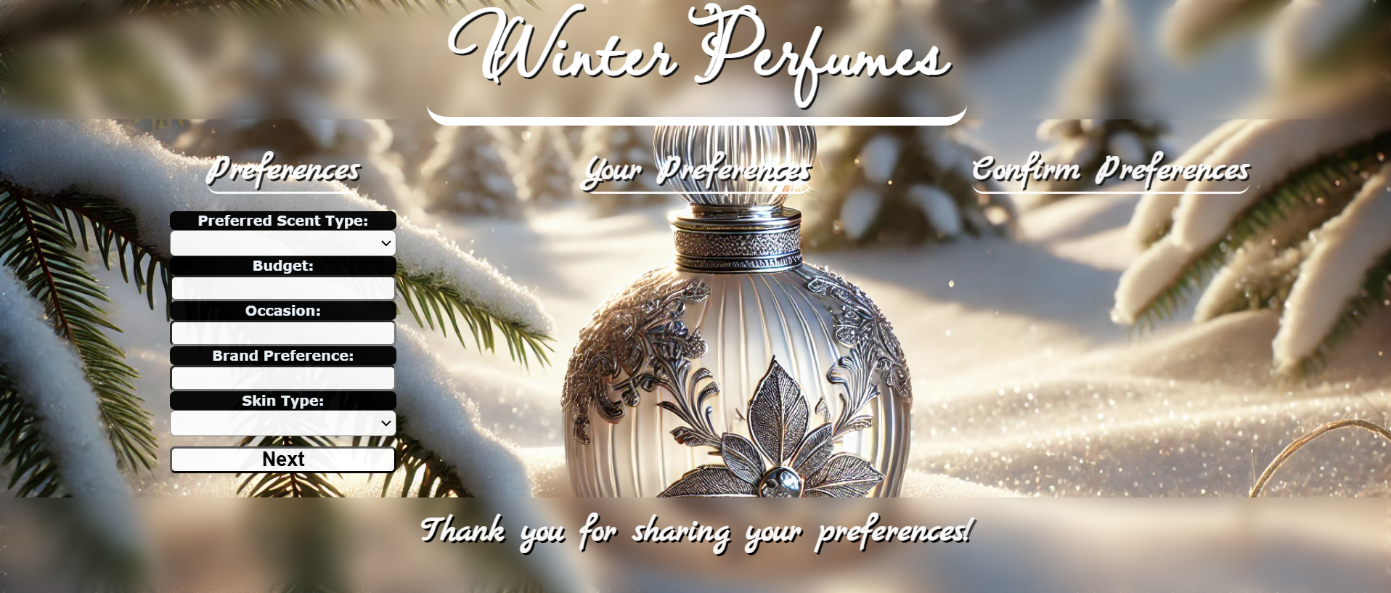 Winter Perfumes
Preferences
Your Preferences
Confirm Preferences
Preferred Scent Type:
Budget:
Occasion:
Brand Preference:
Skin Type:
Next
Thank you for sharing your preferences!